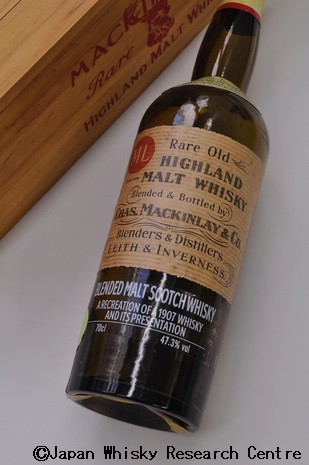 MACKIN
Rare
HIGHLAND MALT WHIS
ML
Rare Old
HIGHLAND
MALT WHISKY
Blended & Bottled by
CHAS. MACKINLAY & CO.
Blenders & Distillers
LEITH & INVERNESS
BLENDED MALT SCOTCH WHISKY
A RECREATION OF A 1907 WHISKY
AND ITS PRESENTATION
70cl 47.3% vol
©Japan Whisky Research Centre